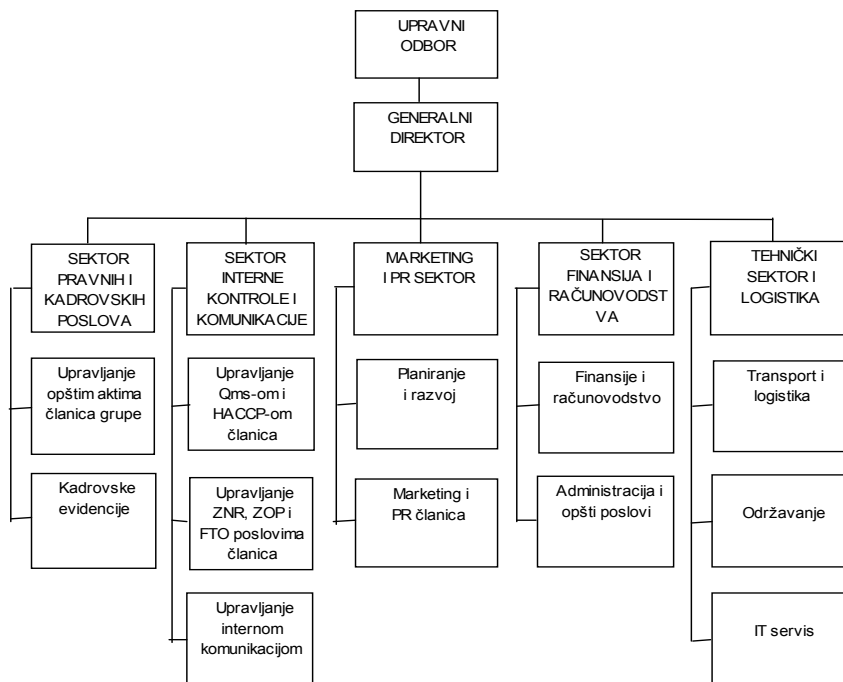 UPRAVNI
ODBOR
GENERALNI
DIREKTOR
SEKTOR
PRAVNIH I
KADROVSKIH
POSLOVA
SEKTOR
INTERNE
KONTROLE I
KOMUNIKACIJE
MARKETING
I PR SEKTOR
SEKTOR
FINANSIJA I
RAČUNOVODST
VA
TEHNIČKI
SEKTOR I
LOGISTIKA
Upravljanje
opštim aktima
članica grupe
Upravljanje
Qms-om i
HACCP-om
članica
Planiranje
i razvoj
Finansije i
računovodstvo
Transport i
logistika
Kadrovske
evidencije
Upravljanje
ZNR, ZOP i
FTO poslovima
članica
Marketing i
PR članica
Administracija i
opšti poslovi
Održavanje
Upravljanje
internom
komunikacijom
IT servis